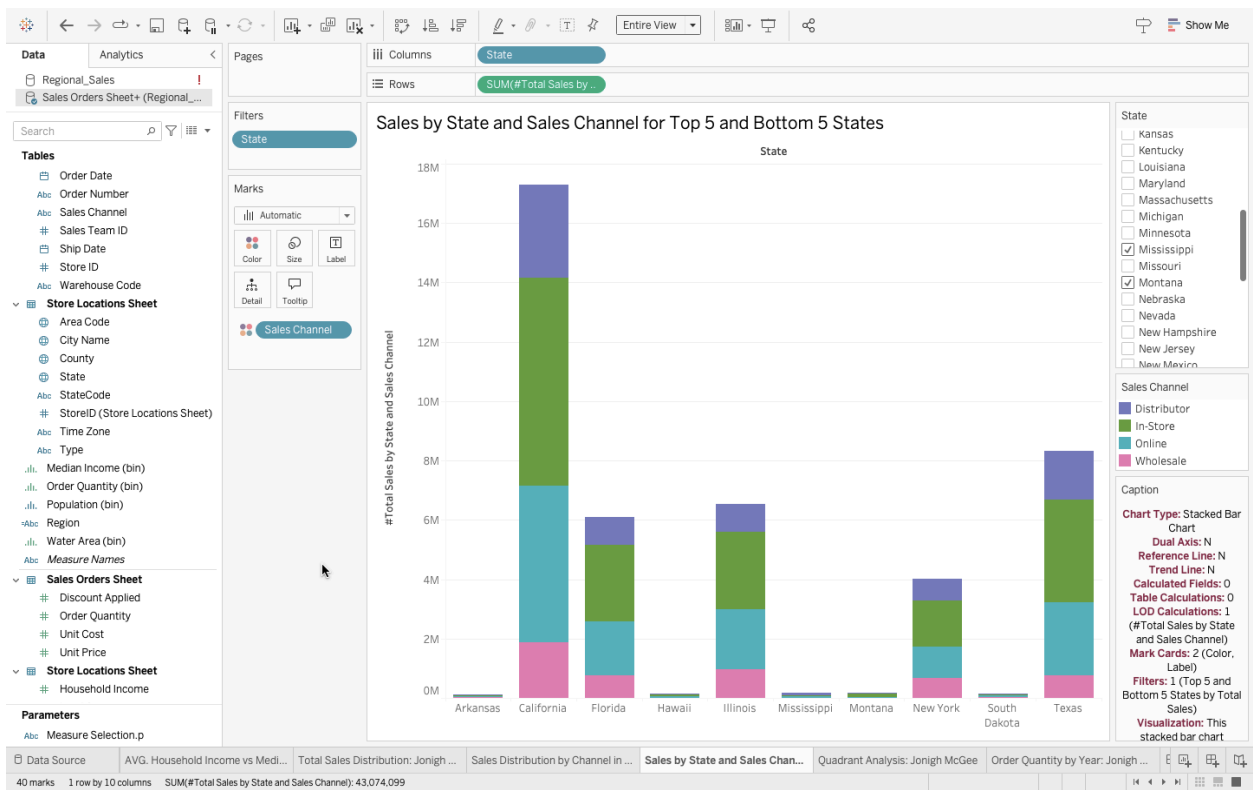 Entire View
Show Me
Data
Analytics
Regional_Sales
!
Sales Orders Sheet+ (Regional_...
Search
Tables
Order Date
Abc Order Number
Abc Sales Channel
# Sales Team ID
Ship Date
# Store ID
Abc Warehouse Code
Store Locations Sheet
Area Code
City Name
County
State
Abc StateCode
# StoreID (Store Locations Sheet)
Abc Time Zone
Abc Type
Median Income (bin)
Order Quantity (bin)
Population (bin)
=Abc Region
Water Area (bin)
Abc Measure Names
Sales Orders Sheet
# Discount Applied
# Order Quantity
# Unit Cost
# Unit Price
Store Locations Sheet
# Household Income
Parameters
Abc Measure Selection.p
Pages
Filters
State
Marks
Automatic
Color
Size
Label
Detail
Tooltip
Sales Channel
Columns
State
Rows
SUM(#Total Sales by ..
Sales by State and Sales Channel for Top 5 and Bottom 5 States
State
#Total Sales by State and Sales Channel
18M
16M
14M
12M
10M
8M
6M
4M
2M
0M
Arkansas
California
Florida
Hawaii
Illinois
Mississippi
Montana
New York
South
Dakota
Texas
State
Kansas
Kentucky
Louisiana
Maryland
Massachusetts
Michigan
Minnesota
Mississippi
Missouri
Montana
Nebraska
Nevada
New Hampshire
New Jersey
New Mexico
Sales Channel
Distributor
In-Store
Online
Wholesale
Caption
Chart Type: Stacked Bar
Chart
Dual Axis: N
Reference Line: N
Trend Line: N
Calculated Fields: 0
Table Calculations: 0
LOD Calculations: 1
(#Total Sales by State
and Sales Channel)
Mark Cards: 2 (Color,
Label)
Filters: 1 (Top 5 and
Bottom 5 States by Total
Sales)
Visualization: This
stacked bar chart
Data Source
AVG. Household Income vs Medi...
Total Sales Distribution: Jonigh ...
Sales Distribution by Channel in ...
Sales by State and Sales Chan...
Quadrant Analysis: Jonigh McGee
Order Quantity by Year: Jonigh ...
40 marks
1 row by 10 columns
SUM(#Total Sales by State and Sales Channel): 43,074,099